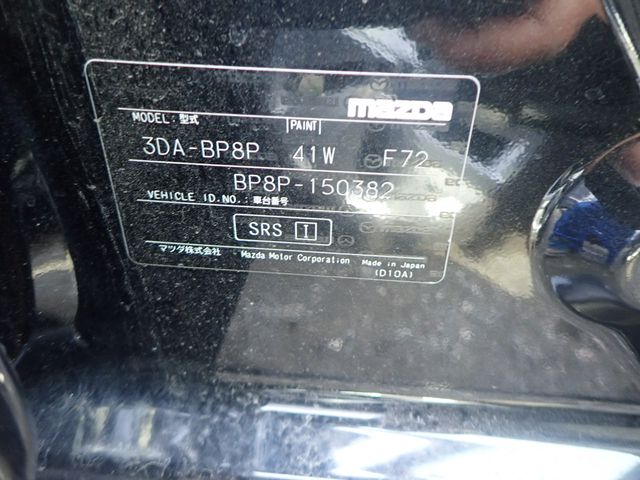 mazda
MODEL: 型式 PAINT
3DA-BP8P 41W F72
BP8P-150382
VEHICLE ID.NO.: 車台番号
SRS I
マツダ株式会社 Mazda Motor Corporation Made in Japan
(D10A)